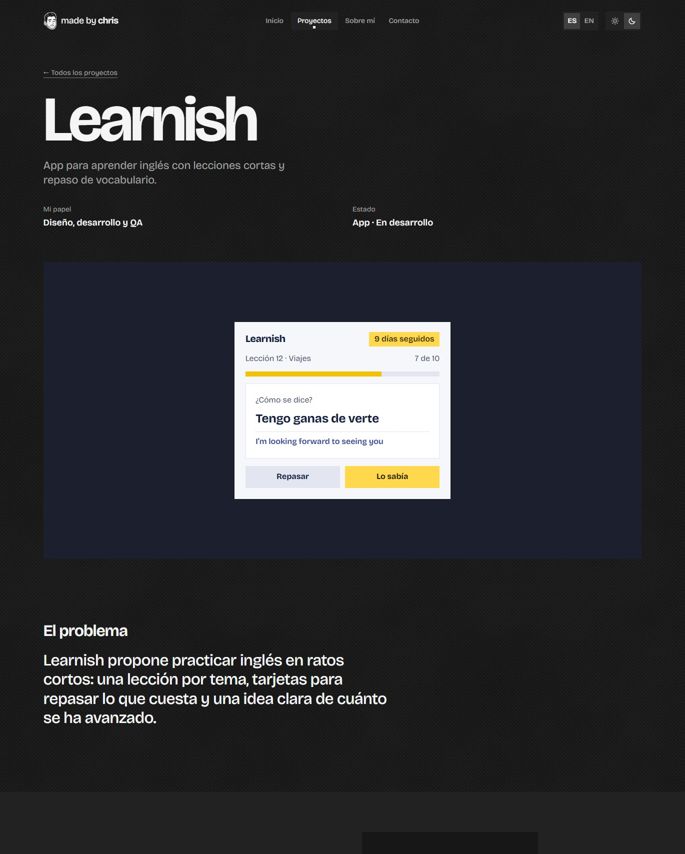 made by chris
Inicio
Proyectos
Sobre mí
Contacto
ES
EN
← Todos los proyectos
Learnish
App para aprender inglés con lecciones cortas y
repaso de vocabulario.
Mi papel
Diseño, desarrollo y QA
Estado
App · En desarrollo
Learnish
9 días seguidos
Lección 12 · Viajes
7 de 10
¿Cómo se dice?
Tengo ganas de verte
I'm looking forward to seeing you
Repasar
Lo sabía
El problema
Learnish propone practicar inglés en ratos
cortos: una lección por tema, tarjetas para
repasar lo que cuesta y una idea clara de cuánto
se ha avanzado.